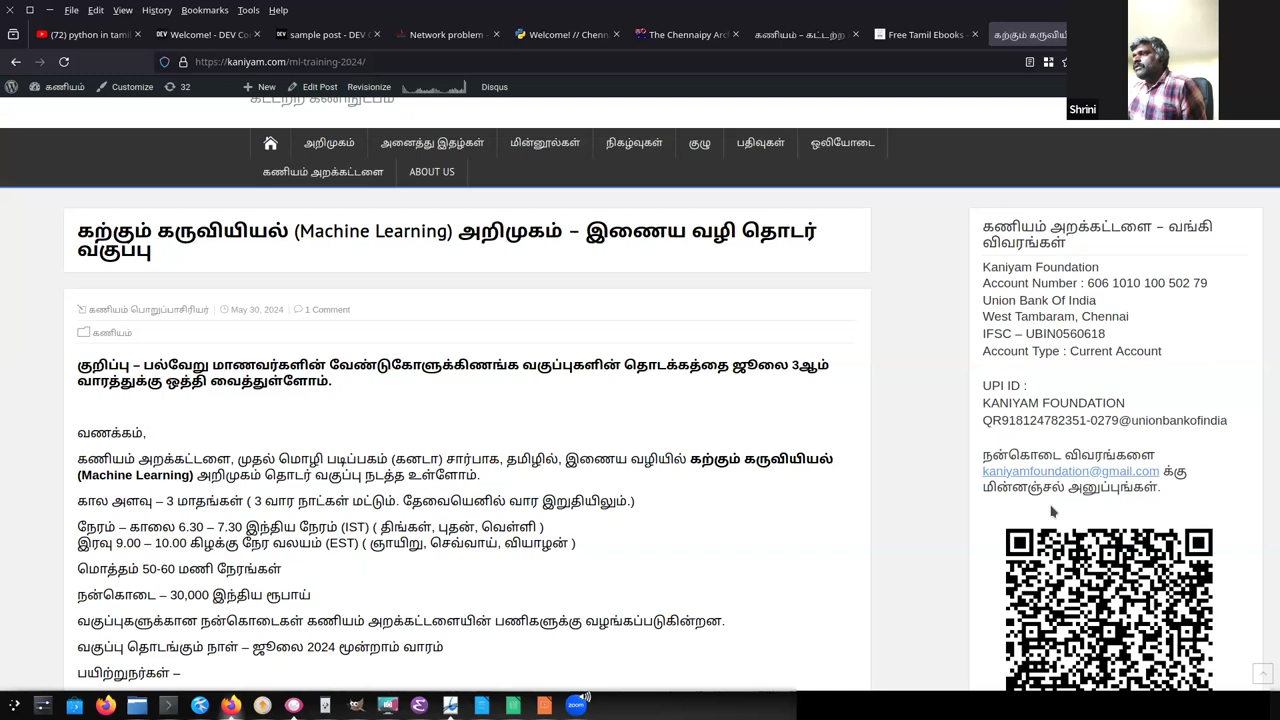 File Edit View History Bookmarks Tools Help
(72) python in tamil
Welcome! - DEV Co
sample post - DEV C
Network problem -
Welcome! // Chenn
The Chennaipy Arc
கணியம் – கட்டற்ற
Free Tamil Ebooks -
கற்கும் கருவியி
https://kaniyam.com/ml-training-2024/
கணியம் Customize 32 New Edit Post Revisionize Disqus
கட்டற்ற கணிநுட்பம்
Shrini
அறிமுகம் அனைத்து இதழ்கள் மின்னூல்கள் நிகழ்வுகள் குழு பதிவுகள் ஒலியோடை
கணியம் அறக்கட்டளை ABOUT US
கற்கும் கருவியியல் (Machine Learning) அறிமுகம் – இணைய வழி தொடர்
வகுப்பு
கணியம் பொறுப்பாசிரியர் May 30, 2024 1 Comment
கணியம்
குறிப்பு – பல்வேறு மாணவர்களின் வேண்டுகோளுக்கிணங்க வகுப்புகளின் தொடக்கத்தை ஜூலை 3ஆம்
வாரத்துக்கு ஒத்தி வைத்துள்ளோம்.
வணக்கம்,
கணியம் அறக்கட்டளை, முதல் மொழி படிப்பகம் (கனடா) சார்பாக, தமிழில், இணைய வழியில் கற்கும் கருவியியல்
(Machine Learning) அறிமுகம் தொடர் வகுப்பு நடத்த உள்ளோம்.
கால அளவு – 3 மாதங்கள் ( 3 வார நாட்கள் மட்டும். தேவையெனில் வார இறுதியிலும்.)
நேரம் – காலை 6.30 – 7.30 இந்திய நேரம் (IST) ( திங்கள், புதன், வெள்ளி )
இரவு 9.00 – 10.00 கிழக்கு நேர வலயம் (EST) ( ஞாயிறு, செவ்வாய், வியாழன் )
மொத்தம் 50-60 மணி நேரங்கள்
நன்கொடை – 30,000 இந்திய ரூபாய்
வகுப்புகளுக்கான நன்கொடைகள் கணியம் அறக்கட்டளையின் பணிகளுக்கு வழங்கப்படுகின்றன.
வகுப்பு தொடங்கும் நாள் – ஜூலை 2024 மூன்றாம் வாரம்
பயிற்றுநர்கள் –
கணியம் அறக்கட்டளை – வங்கி
விவரங்கள்
Kaniyam Foundation
Account Number : 606 1010 100 502 79
Union Bank Of India
West Tambaram, Chennai
IFSC – UBIN0560618
Account Type : Current Account
UPI ID :
KANIYAM FOUNDATION
QR918124782351-0279@unionbankofindia
நன்கொடை விவரங்களை
kaniyamfoundation@gmail.com க்கு
மின்னஞ்சல் அனுப்புங்கள்.
zoom